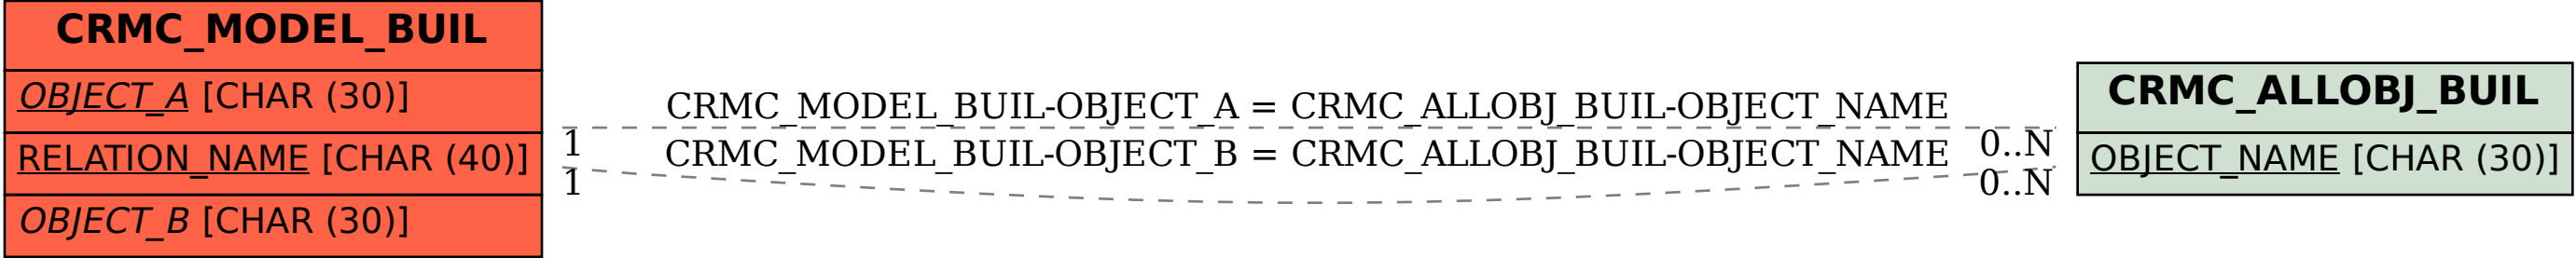 CRMC_MODEL_BUIL
OBJECT_A [CHAR (30)]
RELATION_NAME [CHAR (40)]
OBJECT_B [CHAR (30)]
CRMC_MODEL_BUIL-OBJECT_A = CRMC_ALLOBJ_BUIL-OBJECT_NAME
1
0..N
CRMC_MODEL_BUIL-OBJECT_B = CRMC_ALLOBJ_BUIL-OBJECT_NAME
1
0..N
CRMC_ALLOBJ_BUIL
OBJECT_NAME [CHAR (30)]